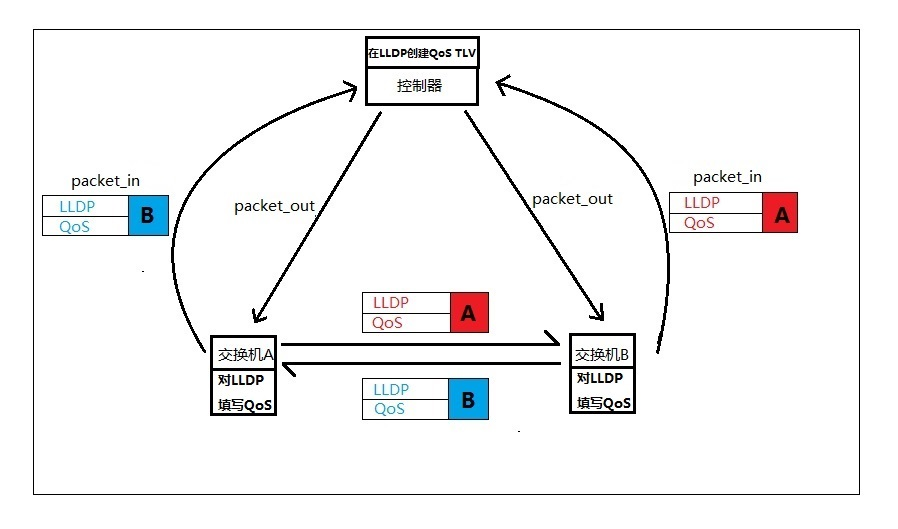 在LLDP创建QoS TLV
控制器
packet_in
LLDP
QoS
B
packet_out
packet_out
packet_in
LLDP
QoS
A
LLDP
QoS
A
交换机A
对LLDP
填写QoS
交换机B
对LLDP
填写QoS
LLDP
QoS
B